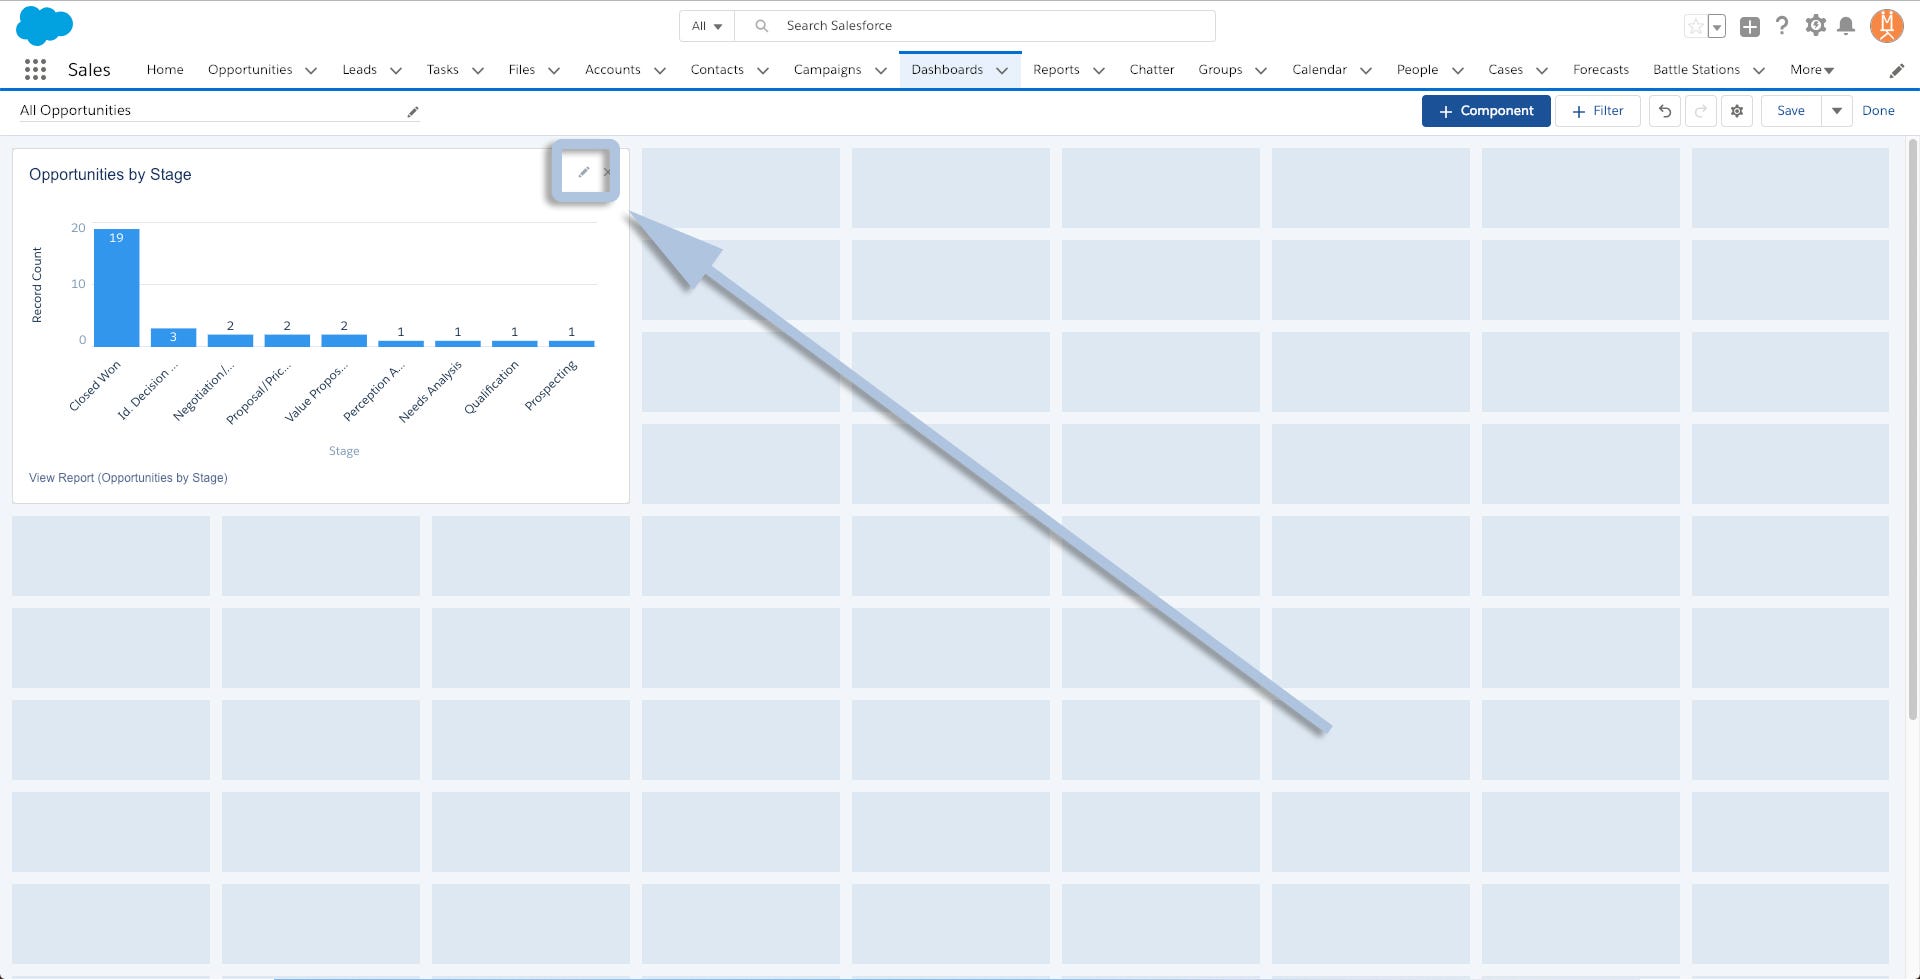 All Search Salesforce
Sales Home Opportunities Leads Tasks Files Accounts Contacts Campaigns Dashboards Reports Chatter Groups Calendar People Cases Forecasts Battle Stations More
All Opportunities + Component + Filter Save Done
Opportunities by Stage
Record Count
20
10
0
19
3
2
2
2
1
1
1
1
Closed Won
Id. Decision ...
Negotiation/...
Proposal/Pric...
Value Propos...
Perception A...
Needs Analysis
Qualification
Prospecting
Stage
View Report (Opportunities by Stage)